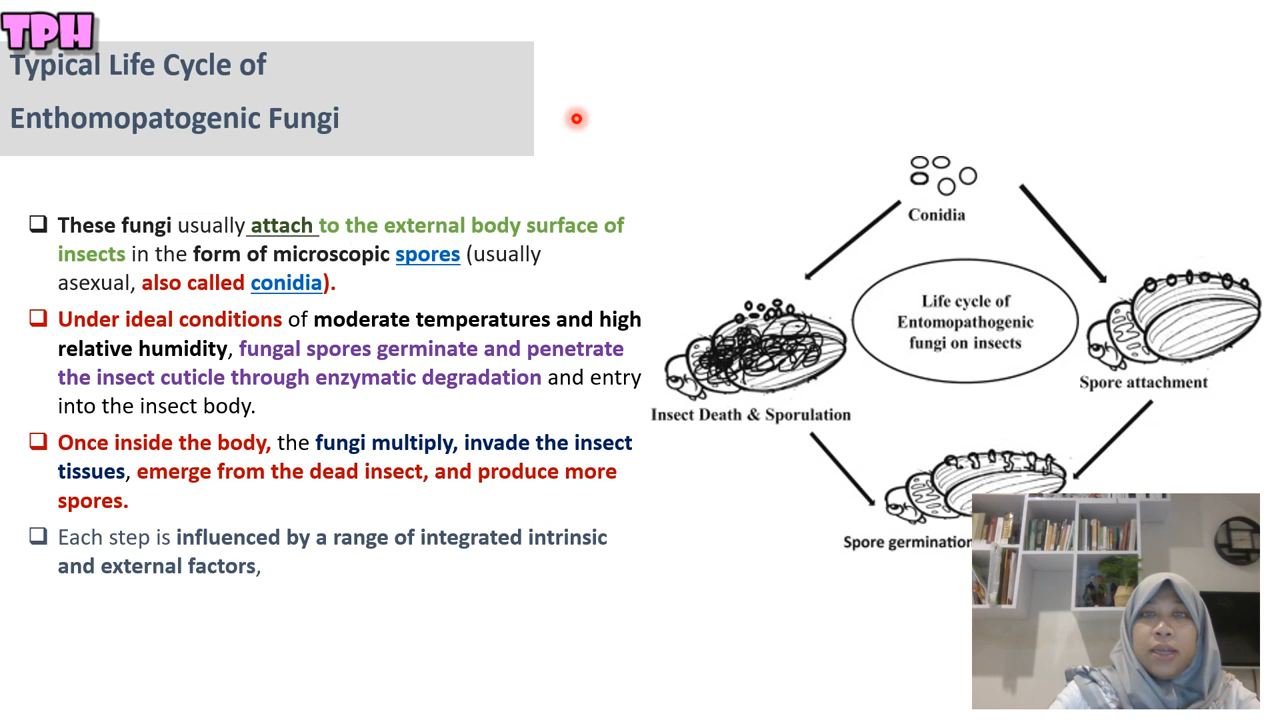 TPH
Typical Life Cycle of
Enthomopatogenic Fungi
These fungi usually attach to the external body surface of
insects in the form of microscopic spores (usually
asexual, also called conidia).
Under ideal conditions of moderate temperatures and high
relative humidity, fungal spores germinate and penetrate
the insect cuticle through enzymatic degradation and entry
into the insect body.
Once inside the body, the fungi multiply, invade the insect
tissues, emerge from the dead insect, and produce more
spores.
Each step is influenced by a range of integrated intrinsic
and external factors,
Conidia
Life cycle of
Entomopathogenic
fungi on insects
Spore attachment
Insect Death & Sporulation
Spore germination